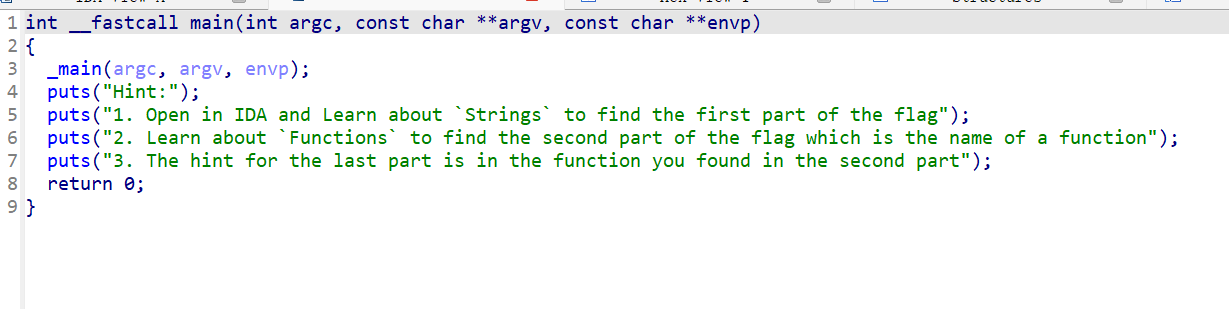 1 int __fastcall main(int argc, const char **argv, const char **envp)
2 {
3   _main(argc, argv, envp);
4   puts("Hint:");
5   puts("1. Open in IDA and Learn about `Strings` to find the first part of the flag");
6   puts("2. Learn about `Functions` to find the second part of the flag which is the name of a function");
7   puts("3. The hint for the last part is in the function you found in the second part");
8   return 0;
9 }